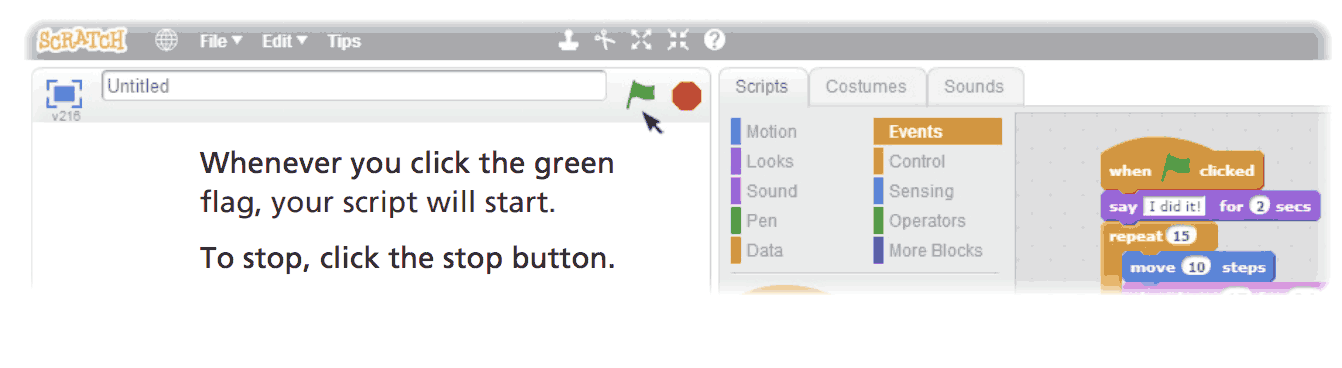 SCRATCH File Edit Tips
Untitled
v216
Whenever you click the green
flag, your script will start.
To stop, click the stop button.
Scripts Costumes Sounds
Motion Events
Looks Control
Sound Sensing
Pen Operators
Data More Blocks
when clicked
say I did it! for 2 secs
repeat 15
move 10 steps